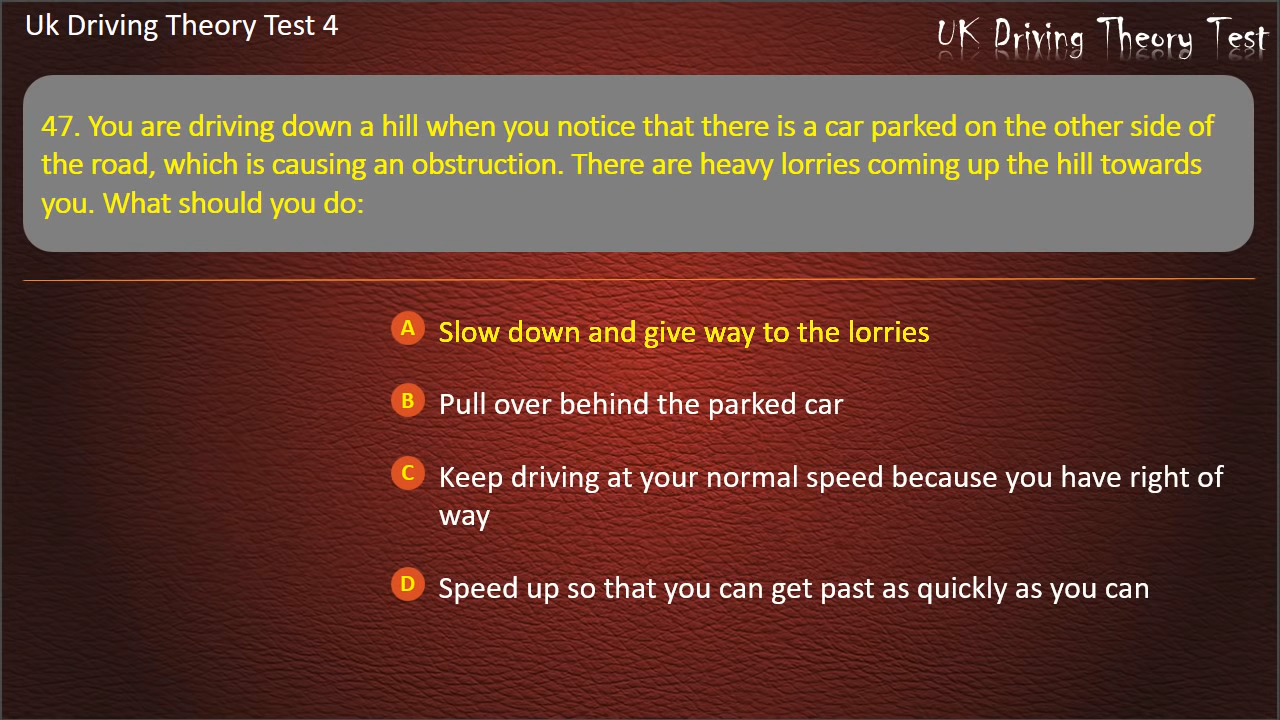 Uk Driving Theory Test 4
UK Driving Theory Test
47. You are driving down a hill when you notice that there is a car parked on the other side of
the road, which is causing an obstruction. There are heavy lorries coming up the hill towards
you. What should you do:
A Slow down and give way to the lorries
B Pull over behind the parked car
C Keep driving at your normal speed because you have right of
way
D Speed up so that you can get past as quickly as you can